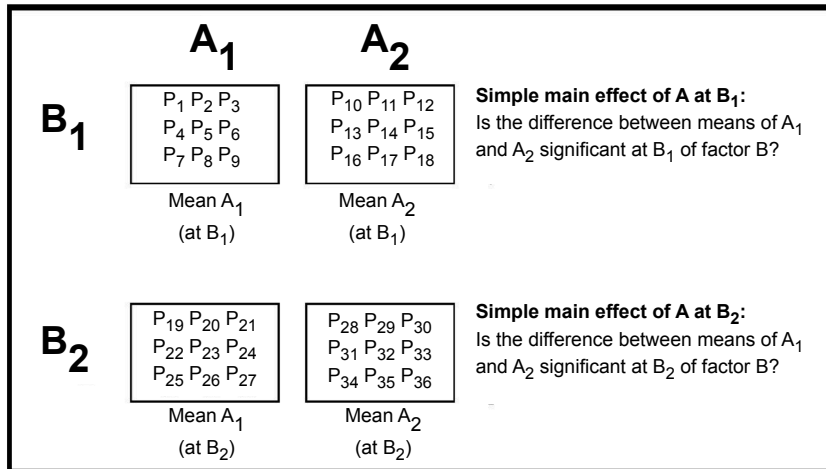 A₁ A₂
B₁
P₁ P₂ P₃
P₄ P₅ P₆
P₇ P₈ P₉
Mean A₁
(at B₁)
P₁₀ P₁₁ P₁₂
P₁₃ P₁₄ P₁₅
P₁₆ P₁₇ P₁₈
Mean A₂
(at B₁)
Simple main effect of A at B₁:
Is the difference between means of A₁
and A₂ significant at B₁ of factor B?
B₂
P₁₉ P₂₀ P₂₁
P₂₂ P₂₃ P₂₄
P₂₅ P₂₆ P₂₇
Mean A₁
(at B₂)
P₂₈ P₂₉ P₃₀
P₃₁ P₃₂ P₃₃
P₃₄ P₃₅ P₃₆
Mean A₂
(at B₂)
Simple main effect of A at B₂:
Is the difference between means of A₁
and A₂ significant at B₂ of factor B?